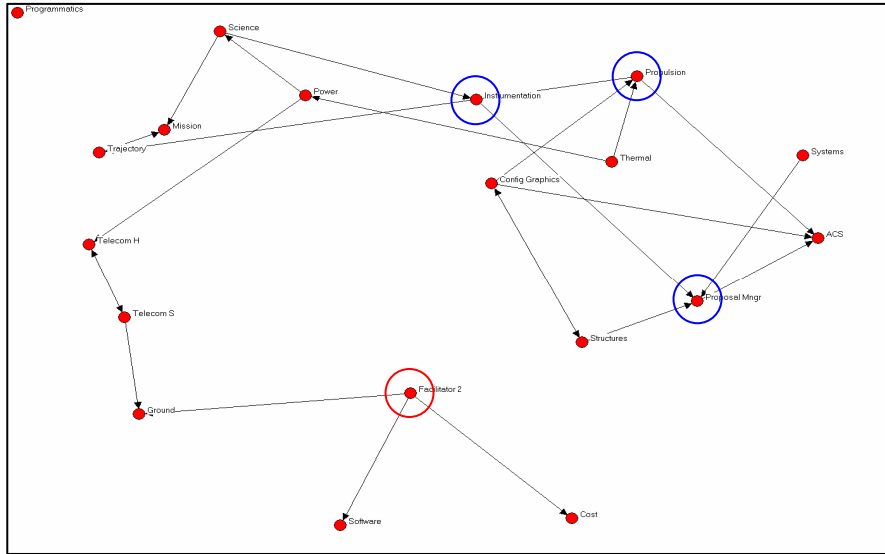 Programmatics
Science
Propulsion
Power
Instrumentation
Mission
Trajectory
Thermal
Systems
Config Graphics
Telecom H
ACS
Proposal Mngr
Telecom S
Structures
Facilitator 2
Ground
Software
Cost